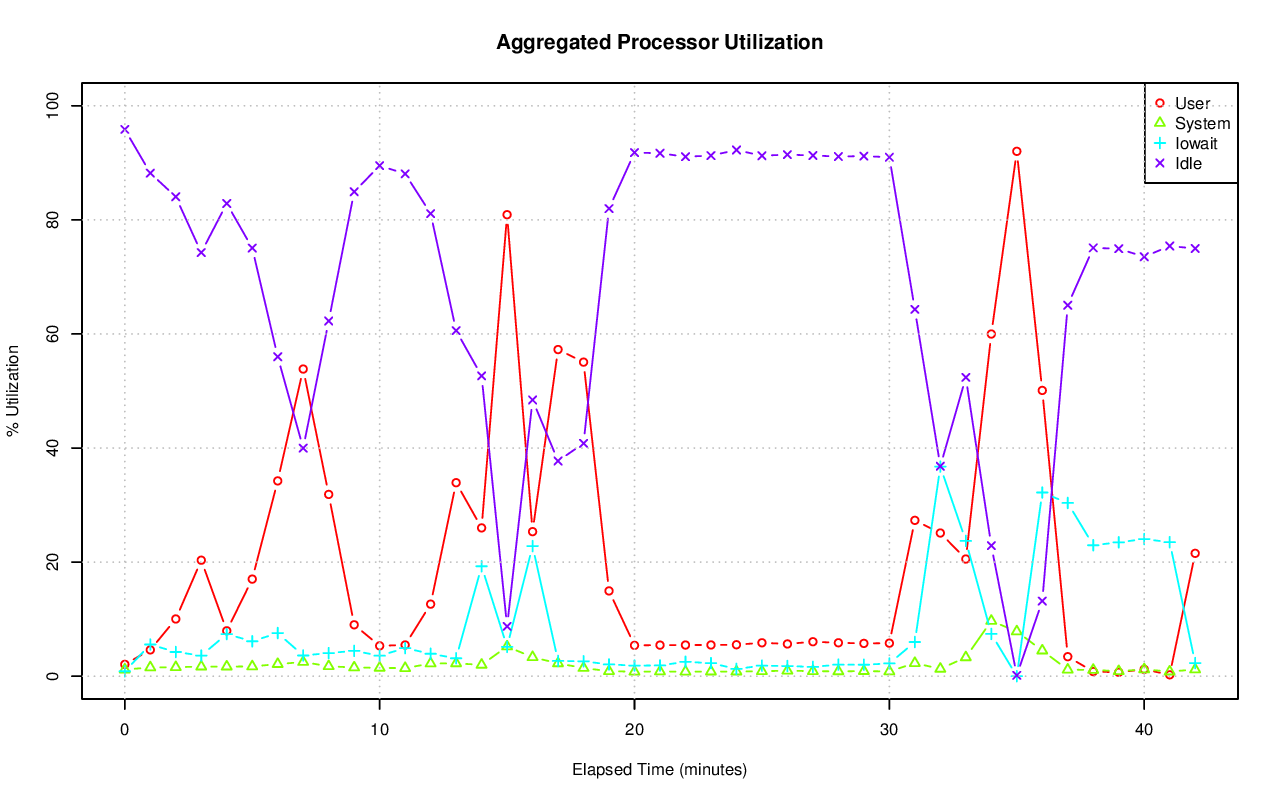 Aggregated Processor Utilization
% Utilization
100
80
60
40
20
0
User
System
Iowait
Idle
0 10 20 30 40
Elapsed Time (minutes)